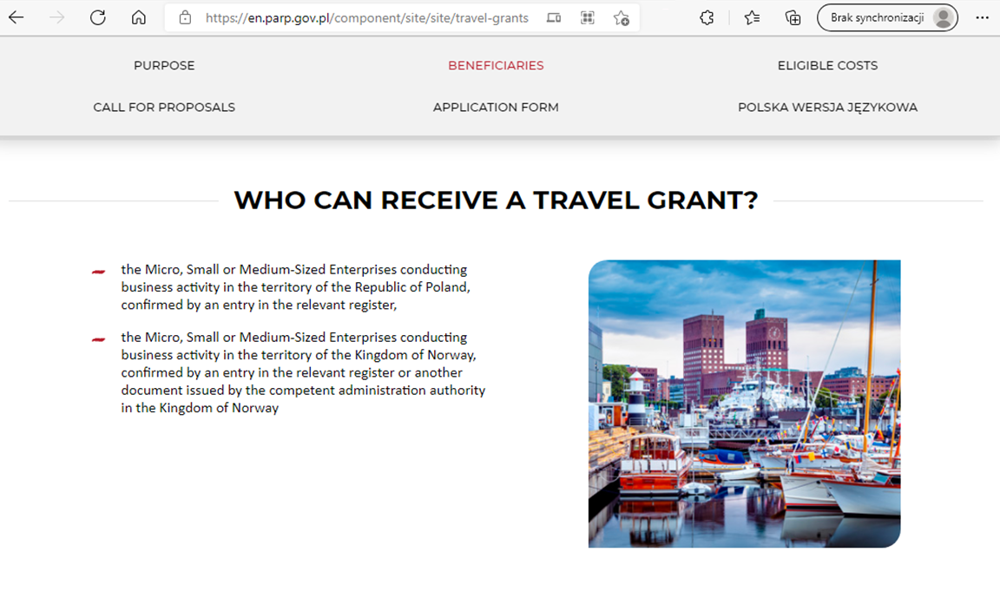 https://en.parp.gov.pl/component/site/site/travel-grants
Brak synchronizacji
PURPOSE
BENEFICIARIES
ELIGIBLE COSTS
CALL FOR PROPOSALS
APPLICATION FORM
POLSKA WERSJA JĘZYKOWA
WHO CAN RECEIVE A TRAVEL GRANT?
the Micro, Small or Medium-Sized Enterprises conducting
business activity in the territory of the Republic of Poland,
confirmed by an entry in the relevant register,
the Micro, Small or Medium-Sized Enterprises conducting
business activity in the territory of the Kingdom of Norway,
confirmed by an entry in the relevant register or another
document issued by the competent administration authority
in the Kingdom of Norway